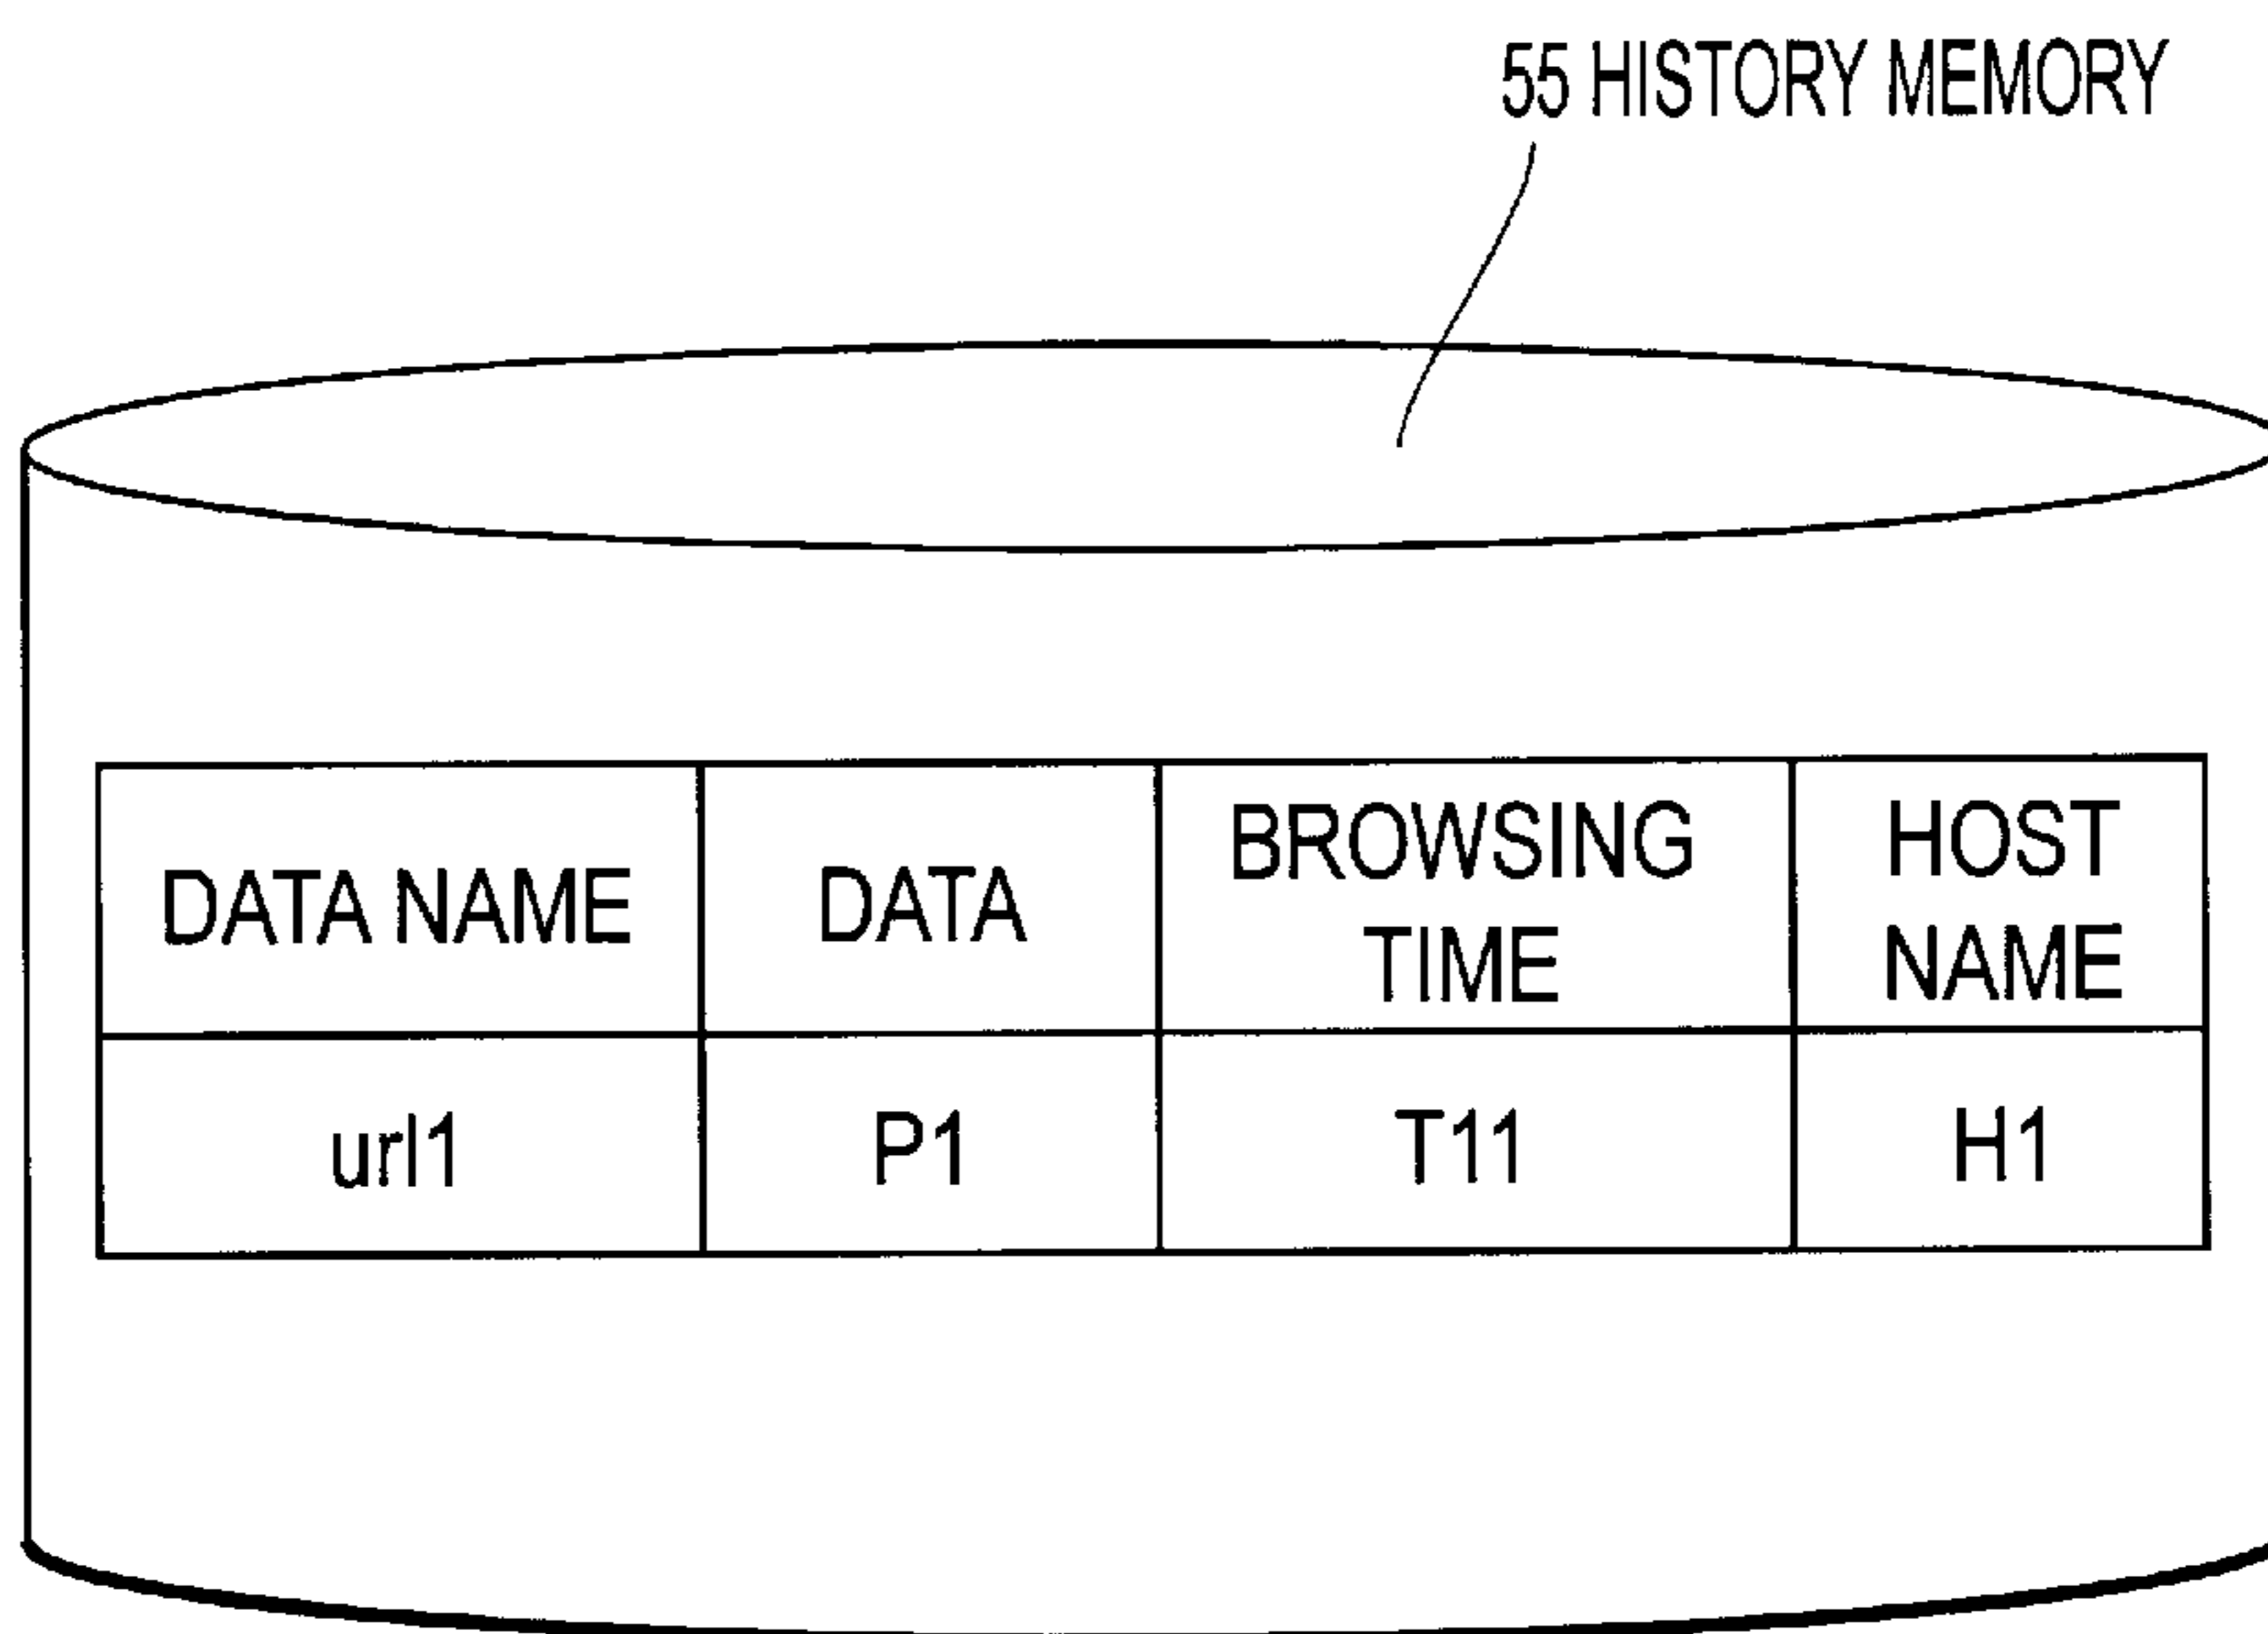 55 HISTORY MEMORY
DATA NAME DATA BROWSING TIME HOST NAME
url1 P1 T11 H1